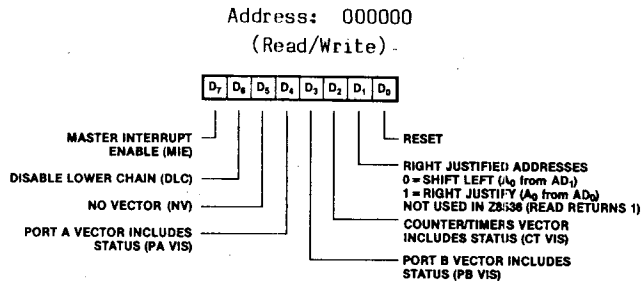 Address: 000000
(Read/Write)
D7 D6 D5 D4 D3 D2 D1 D0
MASTER INTERRUPT
ENABLE (MIE)
DISABLE LOWER CHAIN (DLC)
NO VECTOR (NV)
PORT A VECTOR INCLUDES
STATUS (PA VIS)
RESET
RIGHT JUSTIFIED ADDRESSES
0 = SHIFT LEFT (A0 from AD1)
1 = RIGHT JUSTIFY (A0 from AD0)
NOT USED IN Z8536 (READ RETURNS 1)
COUNTER/TIMERS VECTOR
INCLUDES STATUS (CT VIS)
PORT B VECTOR INCLUDES
STATUS (PB VIS)